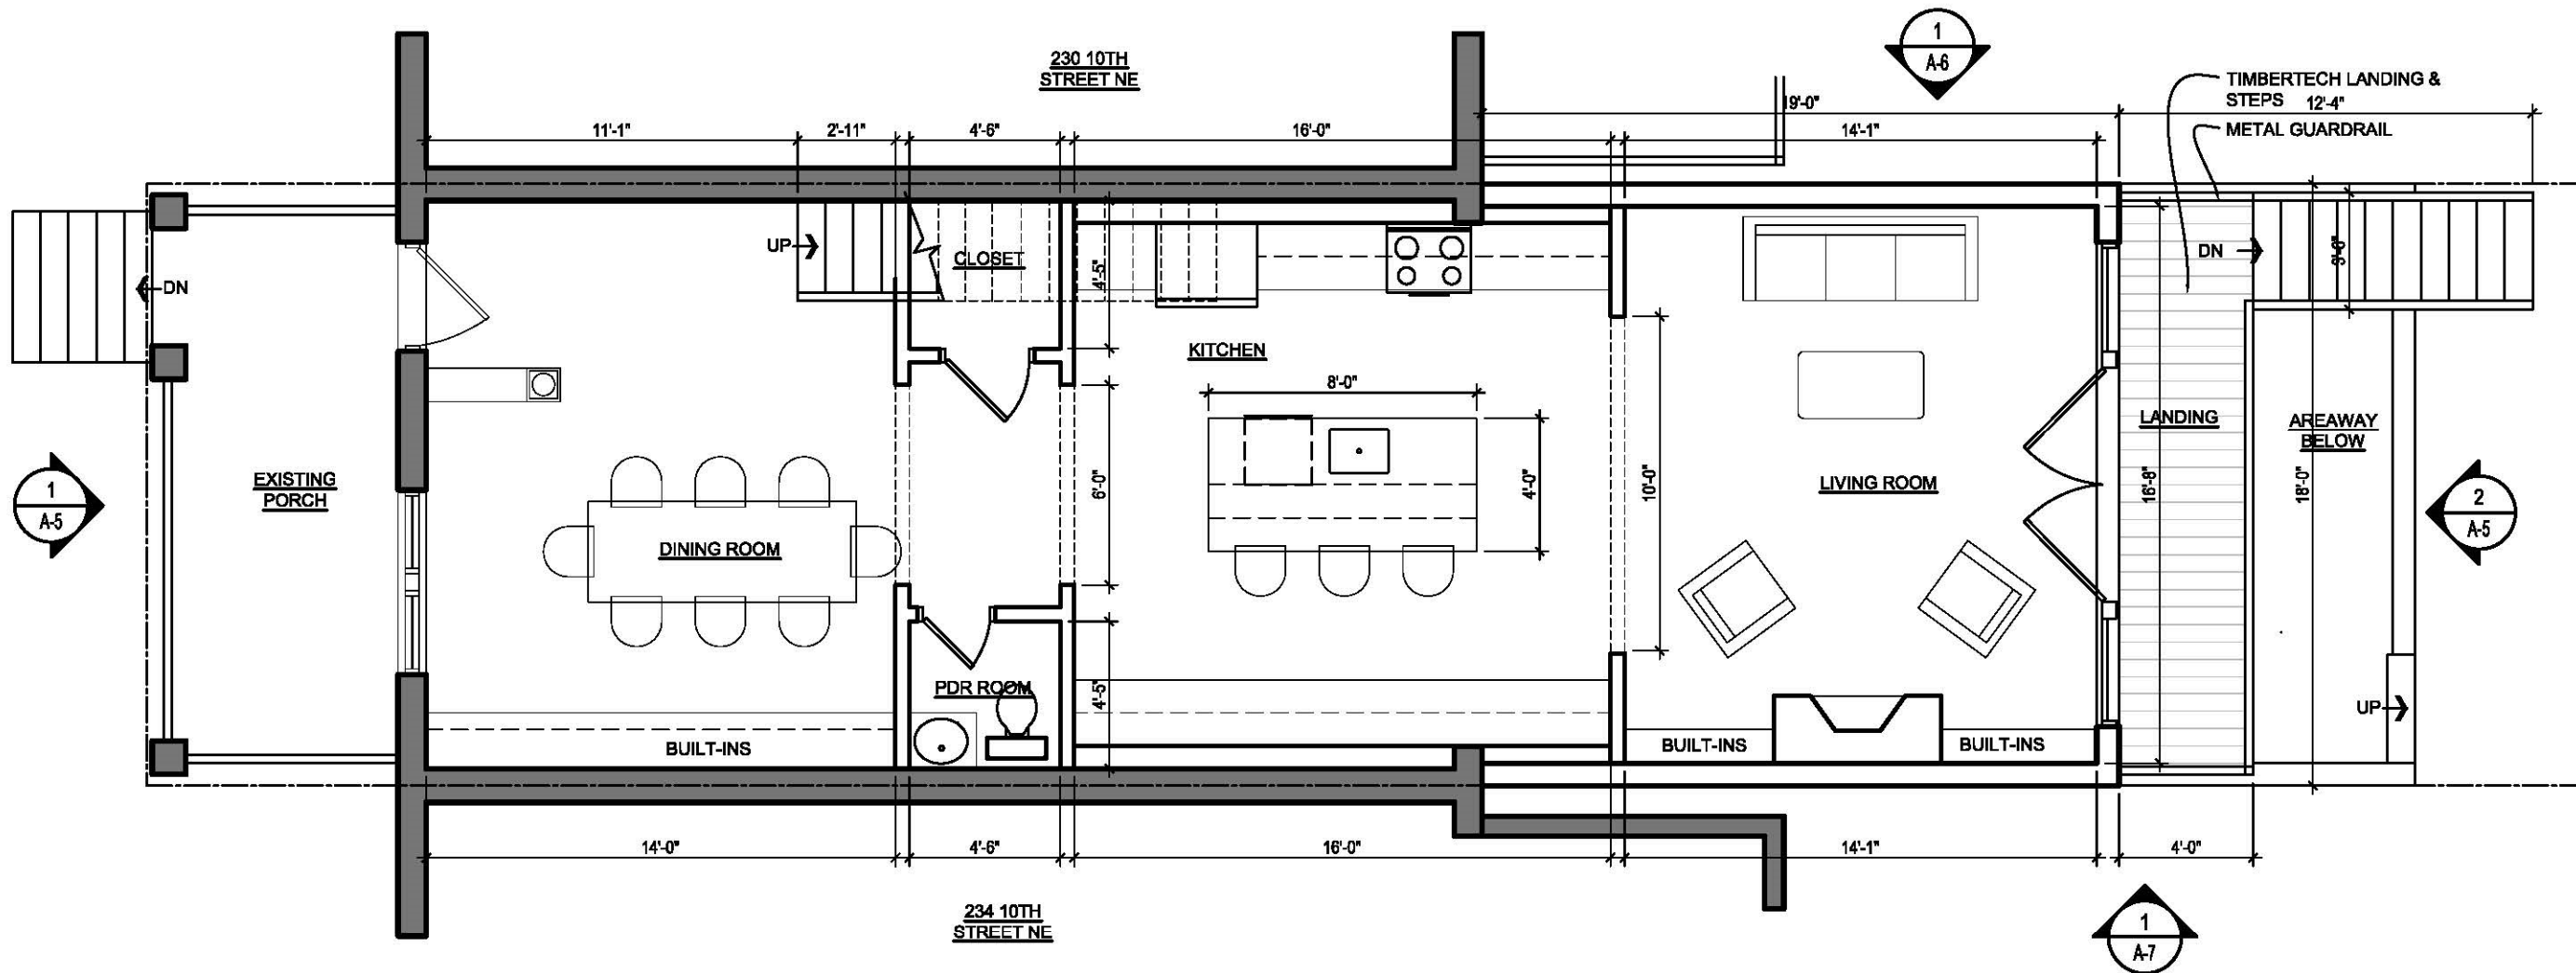 1
A-6
230 10TH
STREET NE
TIMBERTECH LANDING &
STEPS
12'-4"
19'-0"
METAL GUARDRAIL
11'-1"
2'-11"
4'-6"
16'-0"
14'-1"
UP
CLOSET
DN
DN
4'-5"
KITCHEN
8'-0"
LANDING
AREAWAY
BELOW
EXISTING
PORCH
1
A-5
6'-0"
4'-0"
10'-0"
LIVING ROOM
16'-8"
18'-0"
2
A-5
DINING ROOM
PDR ROOM
4'-5"
UP
BUILT-INS
BUILT-INS
BUILT-INS
14'-0"
4'-6"
16'-0"
14'-1"
4'-0"
234 10TH
STREET NE
1
A-7